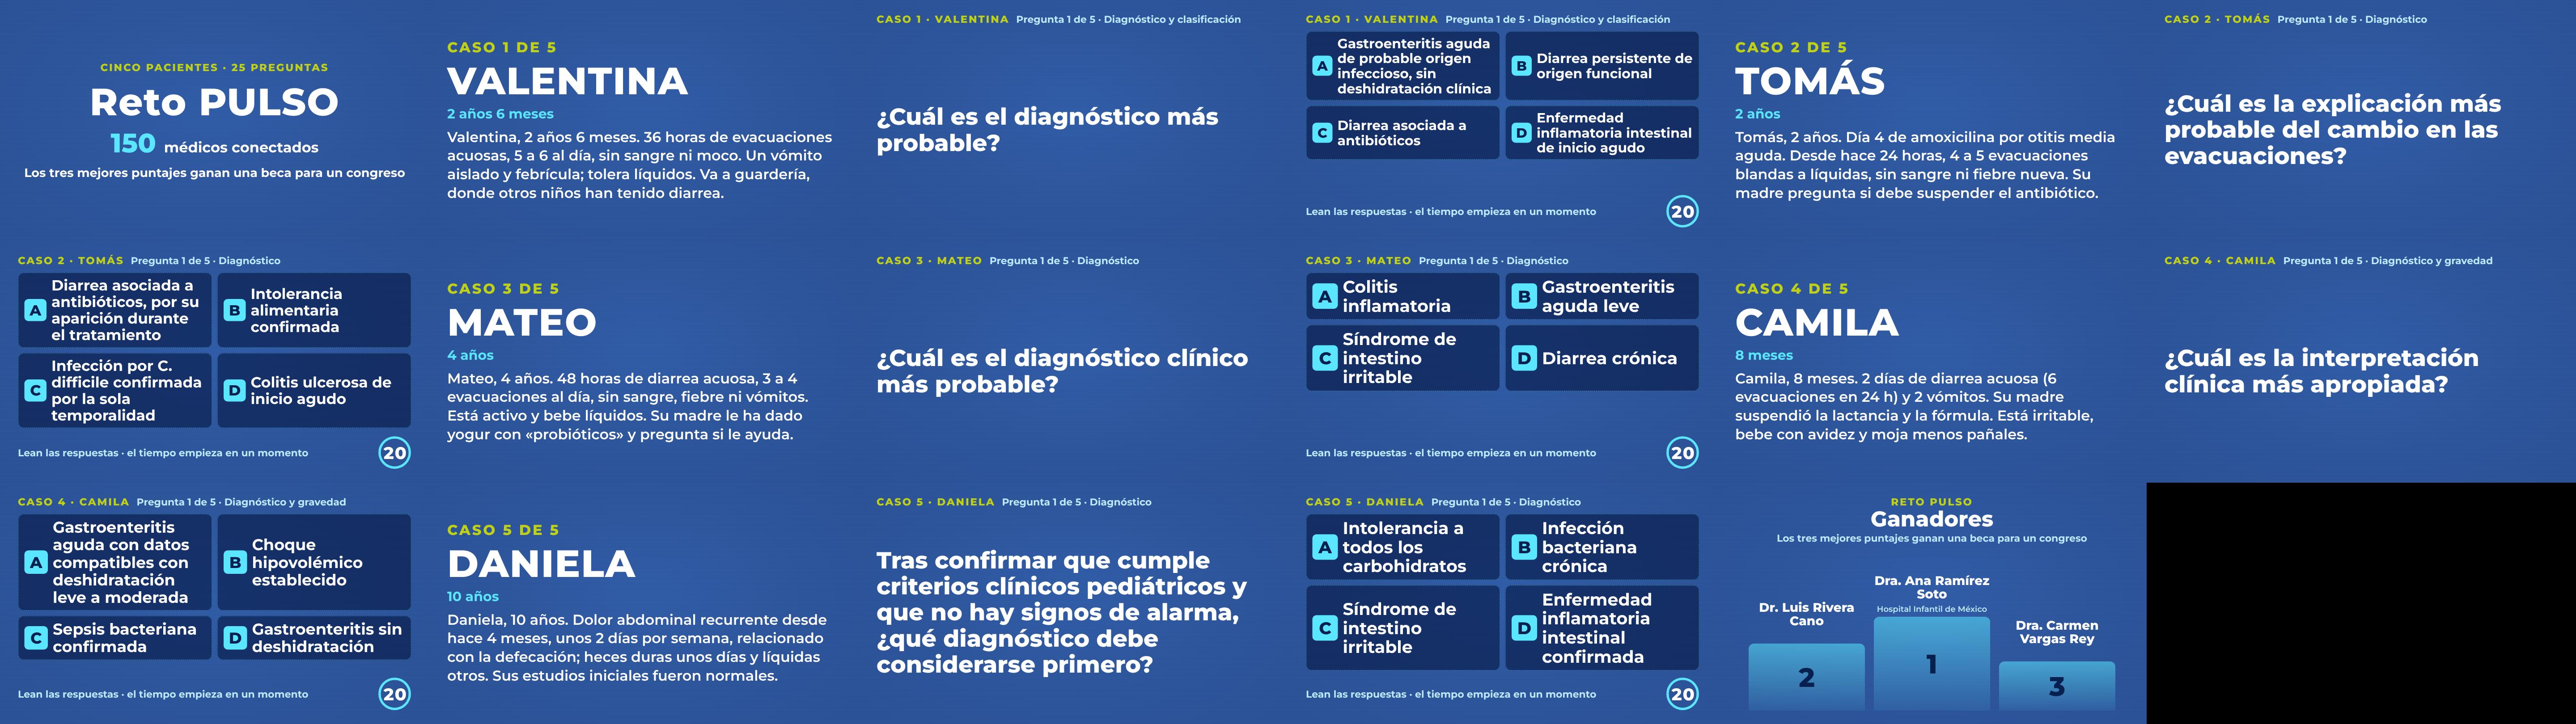 CINCO PACIENTES · 25 PREGUNTAS
Reto PULSO
150 médicos conectados
Los tres mejores puntajes ganan una beca para un congreso
CASO 1 DE 5
VALENTINA
2 años 6 meses
Valentina, 2 años 6 meses. 36 horas de evacuaciones
acuosas, 5 a 6 al día, sin sangre ni moco. Un vómito
aislado y febrícula; tolera líquidos. Va a guardería,
donde otros niños han tenido diarrea.
CASO 1 · VALENTINA Pregunta 1 de 5 · Diagnóstico y clasificación
¿Cuál es el diagnóstico más
probable?
CASO 1 · VALENTINA Pregunta 1 de 5 · Diagnóstico y clasificación
A
Gastroenteritis aguda
de probable origen
infeccioso, sin
deshidratación clínica
B
Diarrea persistente de
origen funcional
C
Diarrea asociada a
antibióticos
D
Enfermedad
inflamatoria intestinal
de inicio agudo
Lean las respuestas · el tiempo empieza en un momento
20
CASO 2 DE 5
TOMÁS
2 años
Tomás, 2 años. Día 4 de amoxicilina por otitis media
aguda. Desde hace 24 horas, 4 a 5 evacuaciones
blandas a líquidas, sin sangre ni fiebre nueva. Su
madre pregunta si debe suspender el antibiótico.
CASO 2 · TOMÁS Pregunta 1 de 5 · Diagnóstico
¿Cuál es la explicación más
probable del cambio en las
evacuaciones?
CASO 2 · TOMÁS Pregunta 1 de 5 · Diagnóstico
A
Diarrea asociada a
antibióticos, por su
aparición durante
el tratamiento
B
Intolerancia
alimentaria
confirmada
C
Infección por C.
difficile confirmada
por la sola
temporalidad
D
Colitis ulcerosa de
inicio agudo
Lean las respuestas · el tiempo empieza en un momento
20
CASO 3 DE 5
MATEO
4 años
Mateo, 4 años. 48 horas de diarrea acuosa, 3 a 4
evacuaciones al día, sin sangre, fiebre ni vómitos.
Está activo y bebe líquidos. Su madre le ha dado
yogur con «probióticos» y pregunta si le ayuda.
CASO 3 · MATEO Pregunta 1 de 5 · Diagnóstico
¿Cuál es el diagnóstico clínico
más probable?
CASO 3 · MATEO Pregunta 1 de 5 · Diagnóstico
A
Colitis
inflamatoria
B
Gastroenteritis
aguda leve
C
Síndrome de
intestino
irritable
D
Diarrea crónica
Lean las respuestas · el tiempo empieza en un momento
20
CASO 4 DE 5
CAMILA
8 meses
Camila, 8 meses. 2 días de diarrea acuosa (6
evacuaciones en 24 h) y 2 vómitos. Su madre
suspendió la lactancia y la fórmula. Está irritable,
bebe con avidez y moja menos pañales.
CASO 4 · CAMILA Pregunta 1 de 5 · Diagnóstico y gravedad
¿Cuál es la interpretación
clínica más apropiada?
CASO 4 · CAMILA Pregunta 1 de 5 · Diagnóstico y gravedad
A
Gastroenteritis
aguda con datos
compatibles con
deshidratación
leve a moderada
B
Choque
hipovolémico
establecido
C
Sepsis bacteriana
confirmada
D
Gastroenteritis sin
deshidratación
Lean las respuestas · el tiempo empieza en un momento
20
CASO 5 DE 5
DANIELA
10 años
Daniela, 10 años. Dolor abdominal recurrente desde
hace 4 meses, unos 2 días por semana, relacionado
con la defecación; heces duras unos días y líquidas
otros. Sus estudios iniciales fueron normales.
CASO 5 · DANIELA Pregunta 1 de 5 · Diagnóstico
Tras confirmar que cumple
criterios clínicos pediátricos y
que no hay signos de alarma,
¿qué diagnóstico debe
considerarse primero?
CASO 5 · DANIELA Pregunta 1 de 5 · Diagnóstico
A
Intolerancia a
todos los
carbohidratos
B
Infección
bacteriana
crónica
C
Síndrome de
intestino
irritable
D
Enfermedad
inflamatoria
intestinal
confirmada
Lean las respuestas · el tiempo empieza en un momento
20
RETO PULSO
Ganadores
Los tres mejores puntajes ganan una beca para un congreso
Dr. Luis Rivera
Cano
2
Dra. Ana Ramírez
Soto
Hospital Infantil de México
1
Dra. Carmen
Vargas Rey
3